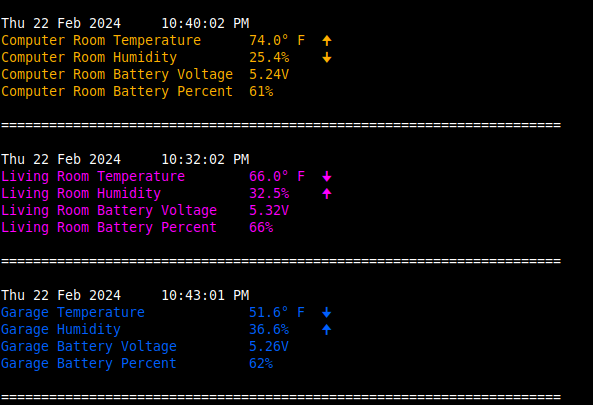 Thu 22 Feb 2024     10:40:02 PM
Computer Room Temperature      74.0° F  ↑
Computer Room Humidity         25.4%    ↓
Computer Room Battery Voltage  5.24V
Computer Room Battery Percent  61%
======================================================================
Thu 22 Feb 2024     10:32:02 PM
Living Room Temperature        66.0° F  ↓
Living Room Humidity           32.5%    ↑
Living Room Battery Voltage    5.32V
Living Room Battery Percent    66%
======================================================================
Thu 22 Feb 2024     10:43:01 PM
Garage Temperature             51.6° F  ↓
Garage Humidity                36.6%    ↑
Garage Battery Voltage         5.26V
Garage Battery Percent         62%
======================================================================